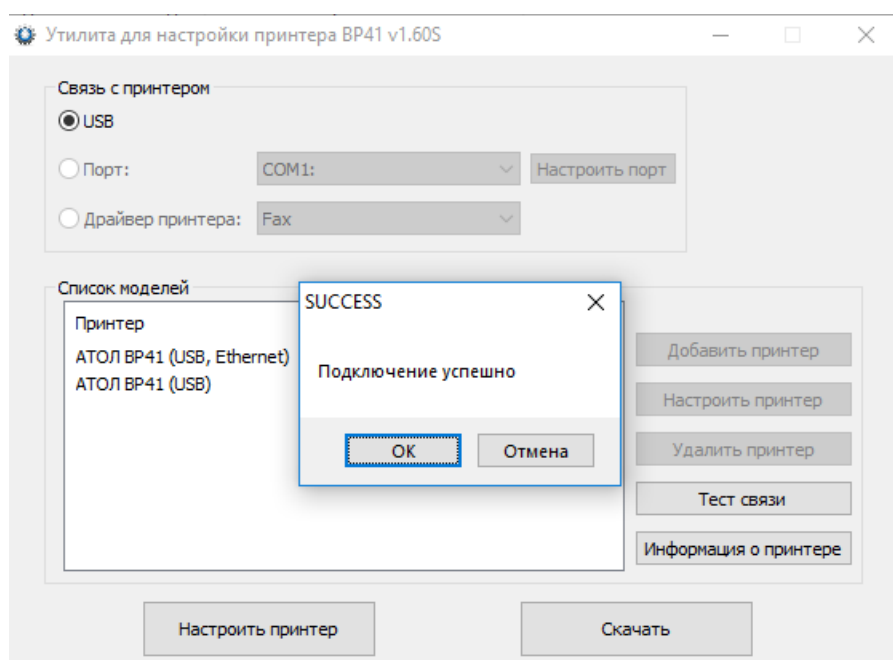 Утилита для настройки принтера BP41 v1.60S
Связь с принтером
USB
Порт:
COM1:
Настроить порт
Драйвер принтера:
Fax
Список моделей
Принтер
АТОЛ BP41 (USB, Ethernet)
АТОЛ BP41 (USB)
SUCCESS
Подключение успешно
ОК
Отмена
Добавить принтер
Настроить принтер
Удалить принтер
Тест связи
Информация о принтере
Настроить принтер
Скачать